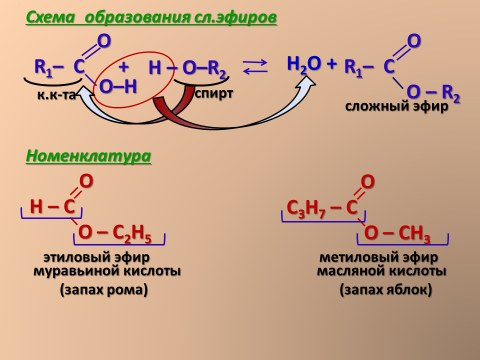 Схема образования сл.эфиров
O O
R₁– C + H – O–R₂ ⇄ H₂O + R₁– C
O–H O – R₂
к.к-та спирт сложный эфир
Номенклатура
O O
H – C C₃H₇ – C
O – C₂H₅ O – CH₃
этиловый эфир метиловый эфир
муравьиной кислоты масляной кислоты
(запах рома) (запах яблок)